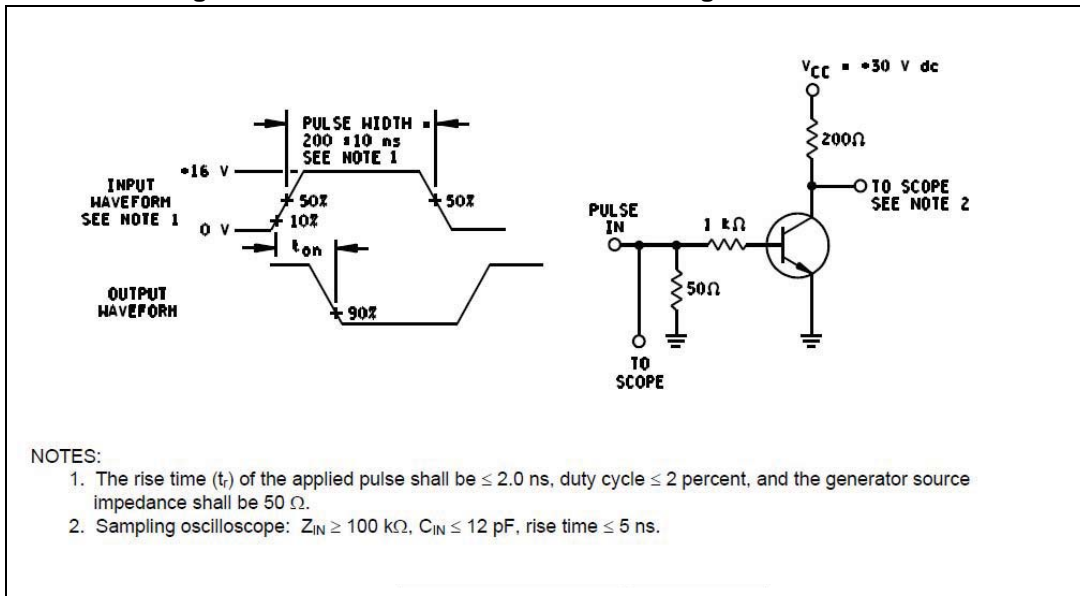 PULSE WIDTH =
200 ±10 ns
SEE NOTE 1
+16 V
INPUT
WAVEFORM
SEE NOTE 1
0 V
50%
10%
50%
ton
OUTPUT
WAVEFORM
90%
VCC = +30 V dc
200Ω
TO SCOPE
SEE NOTE 2
PULSE
IN
1 kΩ
50Ω
TO
SCOPE
NOTES:
1. The rise time (tr) of the applied pulse shall be ≤ 2.0 ns, duty cycle ≤ 2 percent, and the generator source
impedance shall be 50 Ω.
2. Sampling oscilloscope: ZIN ≥ 100 kΩ, CIN ≤ 12 pF, rise time ≤ 5 ns.